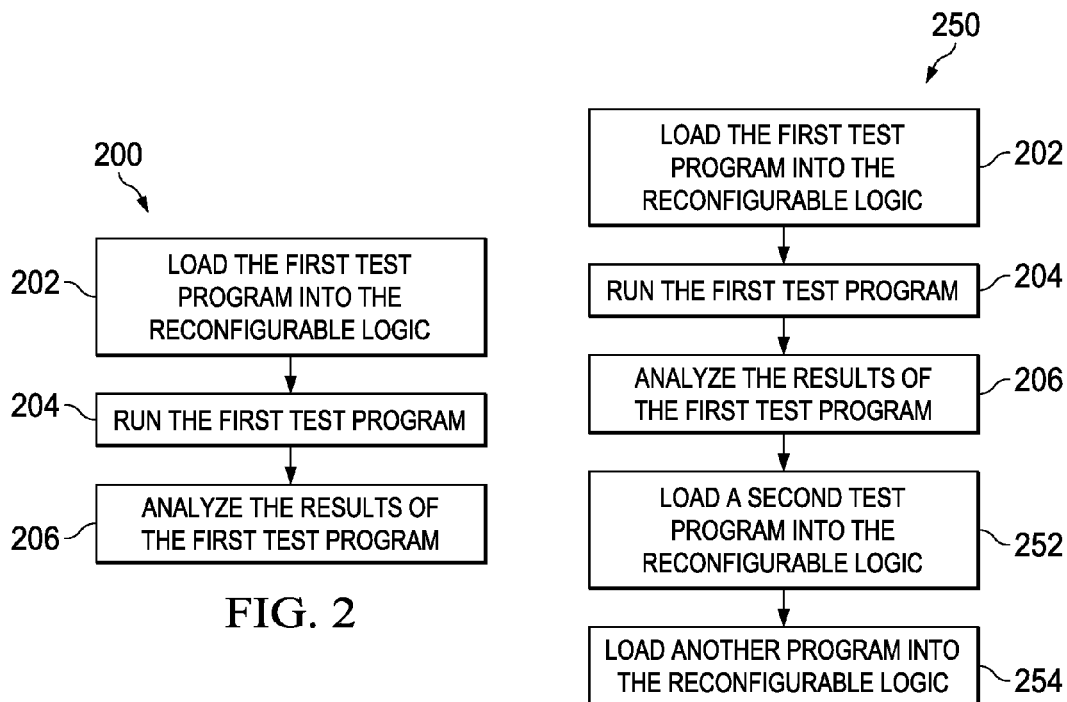 200
202
LOAD THE FIRST TEST
PROGRAM INTO THE
RECONFIGURABLE LOGIC
204
RUN THE FIRST TEST PROGRAM
206
ANALYZE THE RESULTS OF
THE FIRST TEST PROGRAM
FIG. 2
250
LOAD THE FIRST TEST
PROGRAM INTO THE
RECONFIGURABLE LOGIC
202
RUN THE FIRST TEST PROGRAM
204
ANALYZE THE RESULTS OF
THE FIRST TEST PROGRAM
206
LOAD A SECOND TEST
PROGRAM INTO THE
RECONFIGURABLE LOGIC
252
LOAD ANOTHER PROGRAM INTO
THE RECONFIGURABLE LOGIC
254